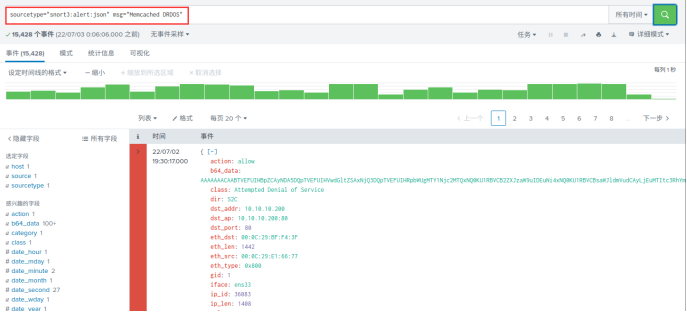 sourcetype="snort3:alert:json" msg="Memcached DRDOS"
所有时间 ▾
✓ 15,428 个事件 (22/07/03 0:06:06.000 之前) 无事件采样 ▾
任务 ▾ 详细模式 ▾
事件 (15,428) 模式 统计信息 可视化
设定时间线的格式 ▾ − 缩小 + 缩放到所选区域 × 取消选择 每列 1 秒
列表 ▾ 格式 每页 20 个 ▾
< 上一个 1 2 3 4 5 6 7 8 ... 下一步 >
< 隐藏字段 所有字段
i 时间 事件
选定字段
a host 1
a source 1
a sourcetype 1
感兴趣的字段
a action 1
a b64_data 100+
a category 1
a class 1
# date_hour 1
# date_mday 1
# date_minute 2
a date_month 1
# date_second 27
a date_wday 1
# date_year 1
22/07/02
19:30:17.000
{ [-]
action: allow
b64_data:
class: Attempted Denial of Service
dir: S2C
dst_addr: 10.10.10.200
dst_ap: 10.10.10.200:80
dst_port: 80
eth_dst: 00:0C:29:BF:F4:3F
eth_len: 1442
eth_src: 00:0C:29:E1:66:77
eth_type: 0x800
gid: 1
iface: ens33
ip_id: 36083
ip_len: 1408